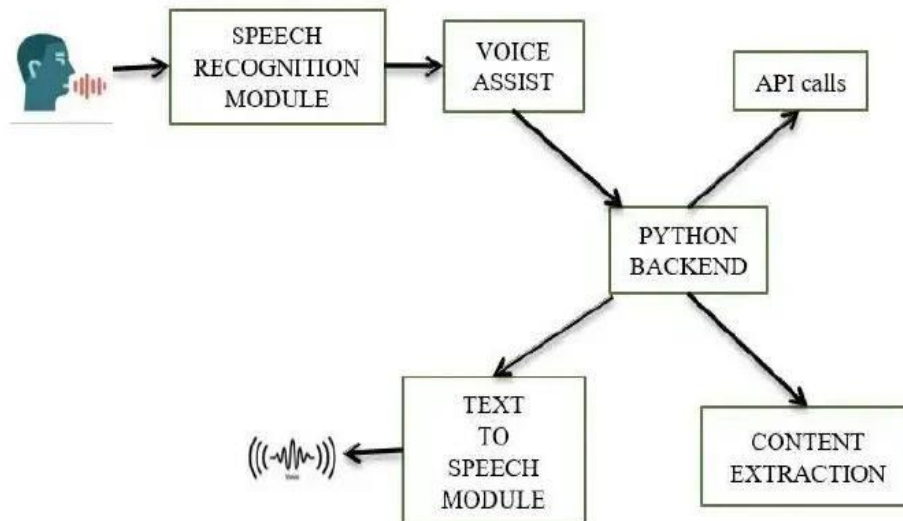 SPEECH
RECOGNITION
MODULE
VOICE
ASSIST
API calls
PYTHON
BACKEND
TEXT
TO
SPEECH
MODULE
CONTENT
EXTRACTION